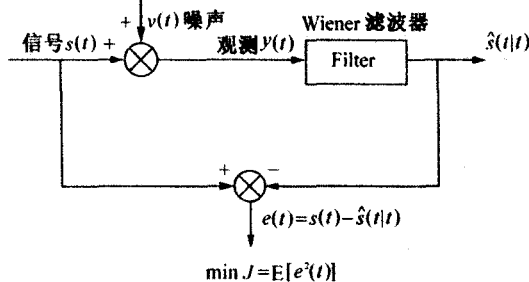 + v(t) 噪声
Wiener 滤波器
信号 s(t) +
观测 y(t)
Filter
ŝ(t|t)
+
−
e(t)=s(t)−ŝ(t|t)
min J=E[e²(t)]